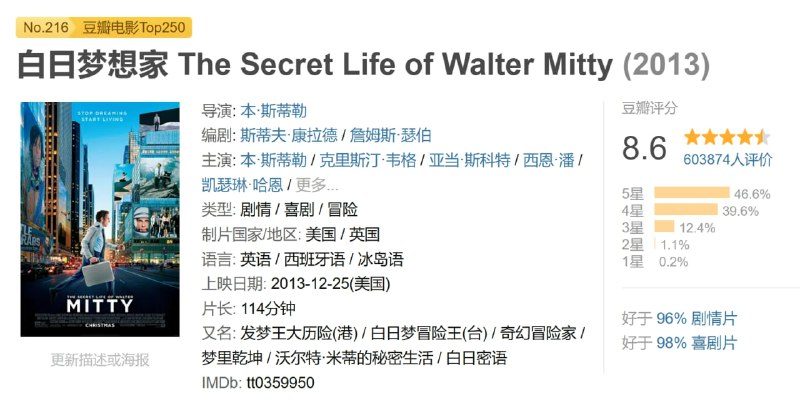 No.216 豆瓣电影Top250
白日梦想家 The Secret Life of Walter Mitty (2013)
STOP DREAMING
START LIVING
THE SECRET LIFE OF WALTER
MITTY
CHRISTMAS
更新描述或海报
导演: 本·斯蒂勒
编剧: 斯蒂夫·康拉德 / 詹姆斯·瑟伯
主演: 本·斯蒂勒 / 克里斯汀·韦格 / 亚当·斯科特 / 西恩·潘 /
凯瑟琳·哈恩 / 更多...
类型: 剧情 / 喜剧 / 冒险
制片国家/地区: 美国 / 英国
语言: 英语 / 西班牙语 / 冰岛语
上映日期: 2013-12-25(美国)
片长: 114分钟
又名: 发梦王大历险(港) / 白日梦冒险王(台) / 奇幻冒险家 /
梦里乾坤 / 沃尔特·米蒂的秘密生活 / 白日密语
IMDb: tt0359950
豆瓣评分
8.6
603874人评价
5星 46.6%
4星 39.6%
3星 12.4%
2星 1.1%
1星 0.2%
好于 96% 剧情片
好于 98% 喜剧片